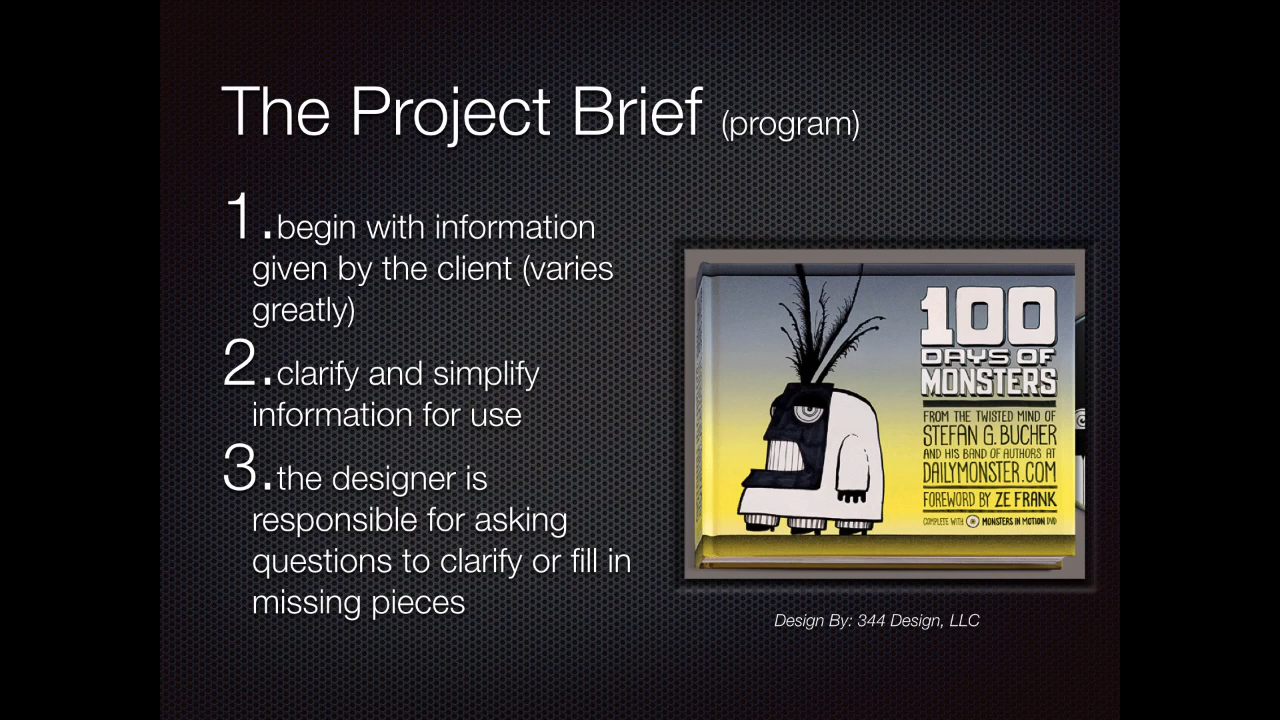 The Project Brief (program)
1.begin with information
given by the client (varies
greatly)
2.clarify and simplify
information for use
3.the designer is
responsible for asking
questions to clarify or fill in
missing pieces
100
DAYS OF
MONSTERS
FROM THE TWISTED MIND OF
STEFAN G. BUCHER
AND HIS BAND OF AUTHORS AT
DAILYMONSTER.COM
FOREWORD BY ZE FRANK
COMPLETE WITH MONSTERS IN MOTION DVD
Design By: 344 Design, LLC